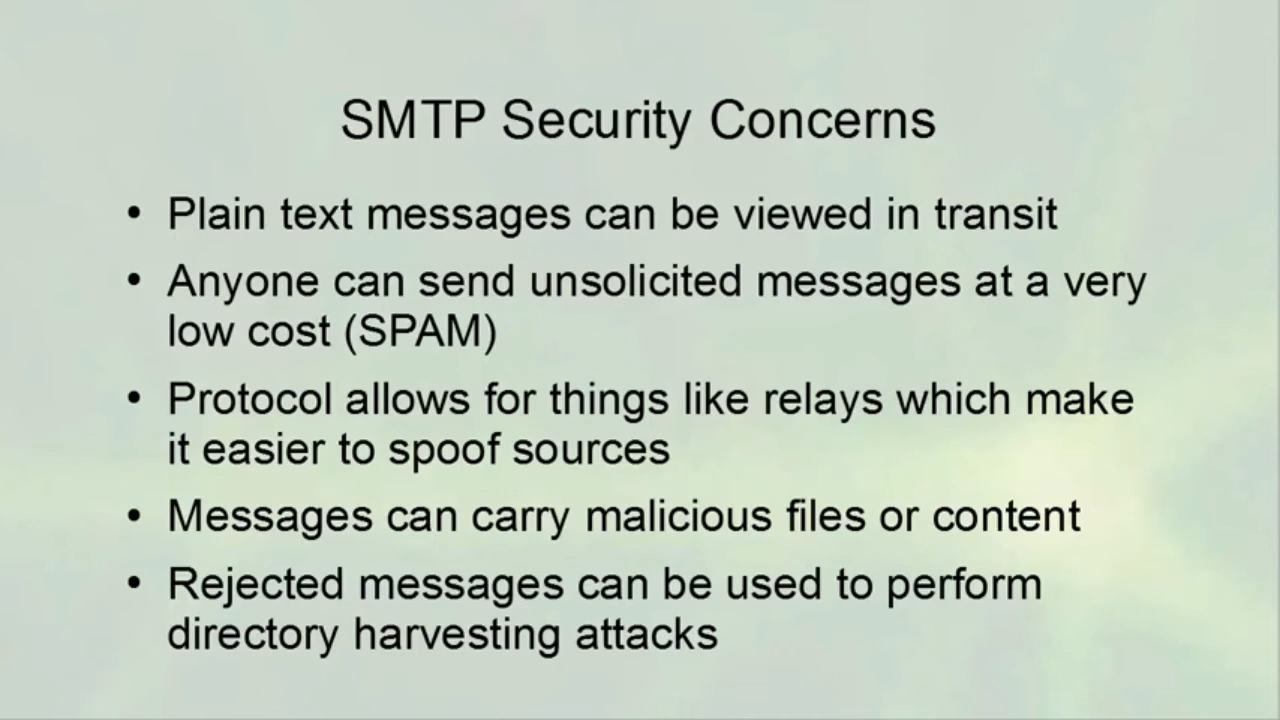 SMTP Security Concerns
• Plain text messages can be viewed in transit
• Anyone can send unsolicited messages at a very
low cost (SPAM)
• Protocol allows for things like relays which make
it easier to spoof sources
• Messages can carry malicious files or content
• Rejected messages can be used to perform
directory harvesting attacks